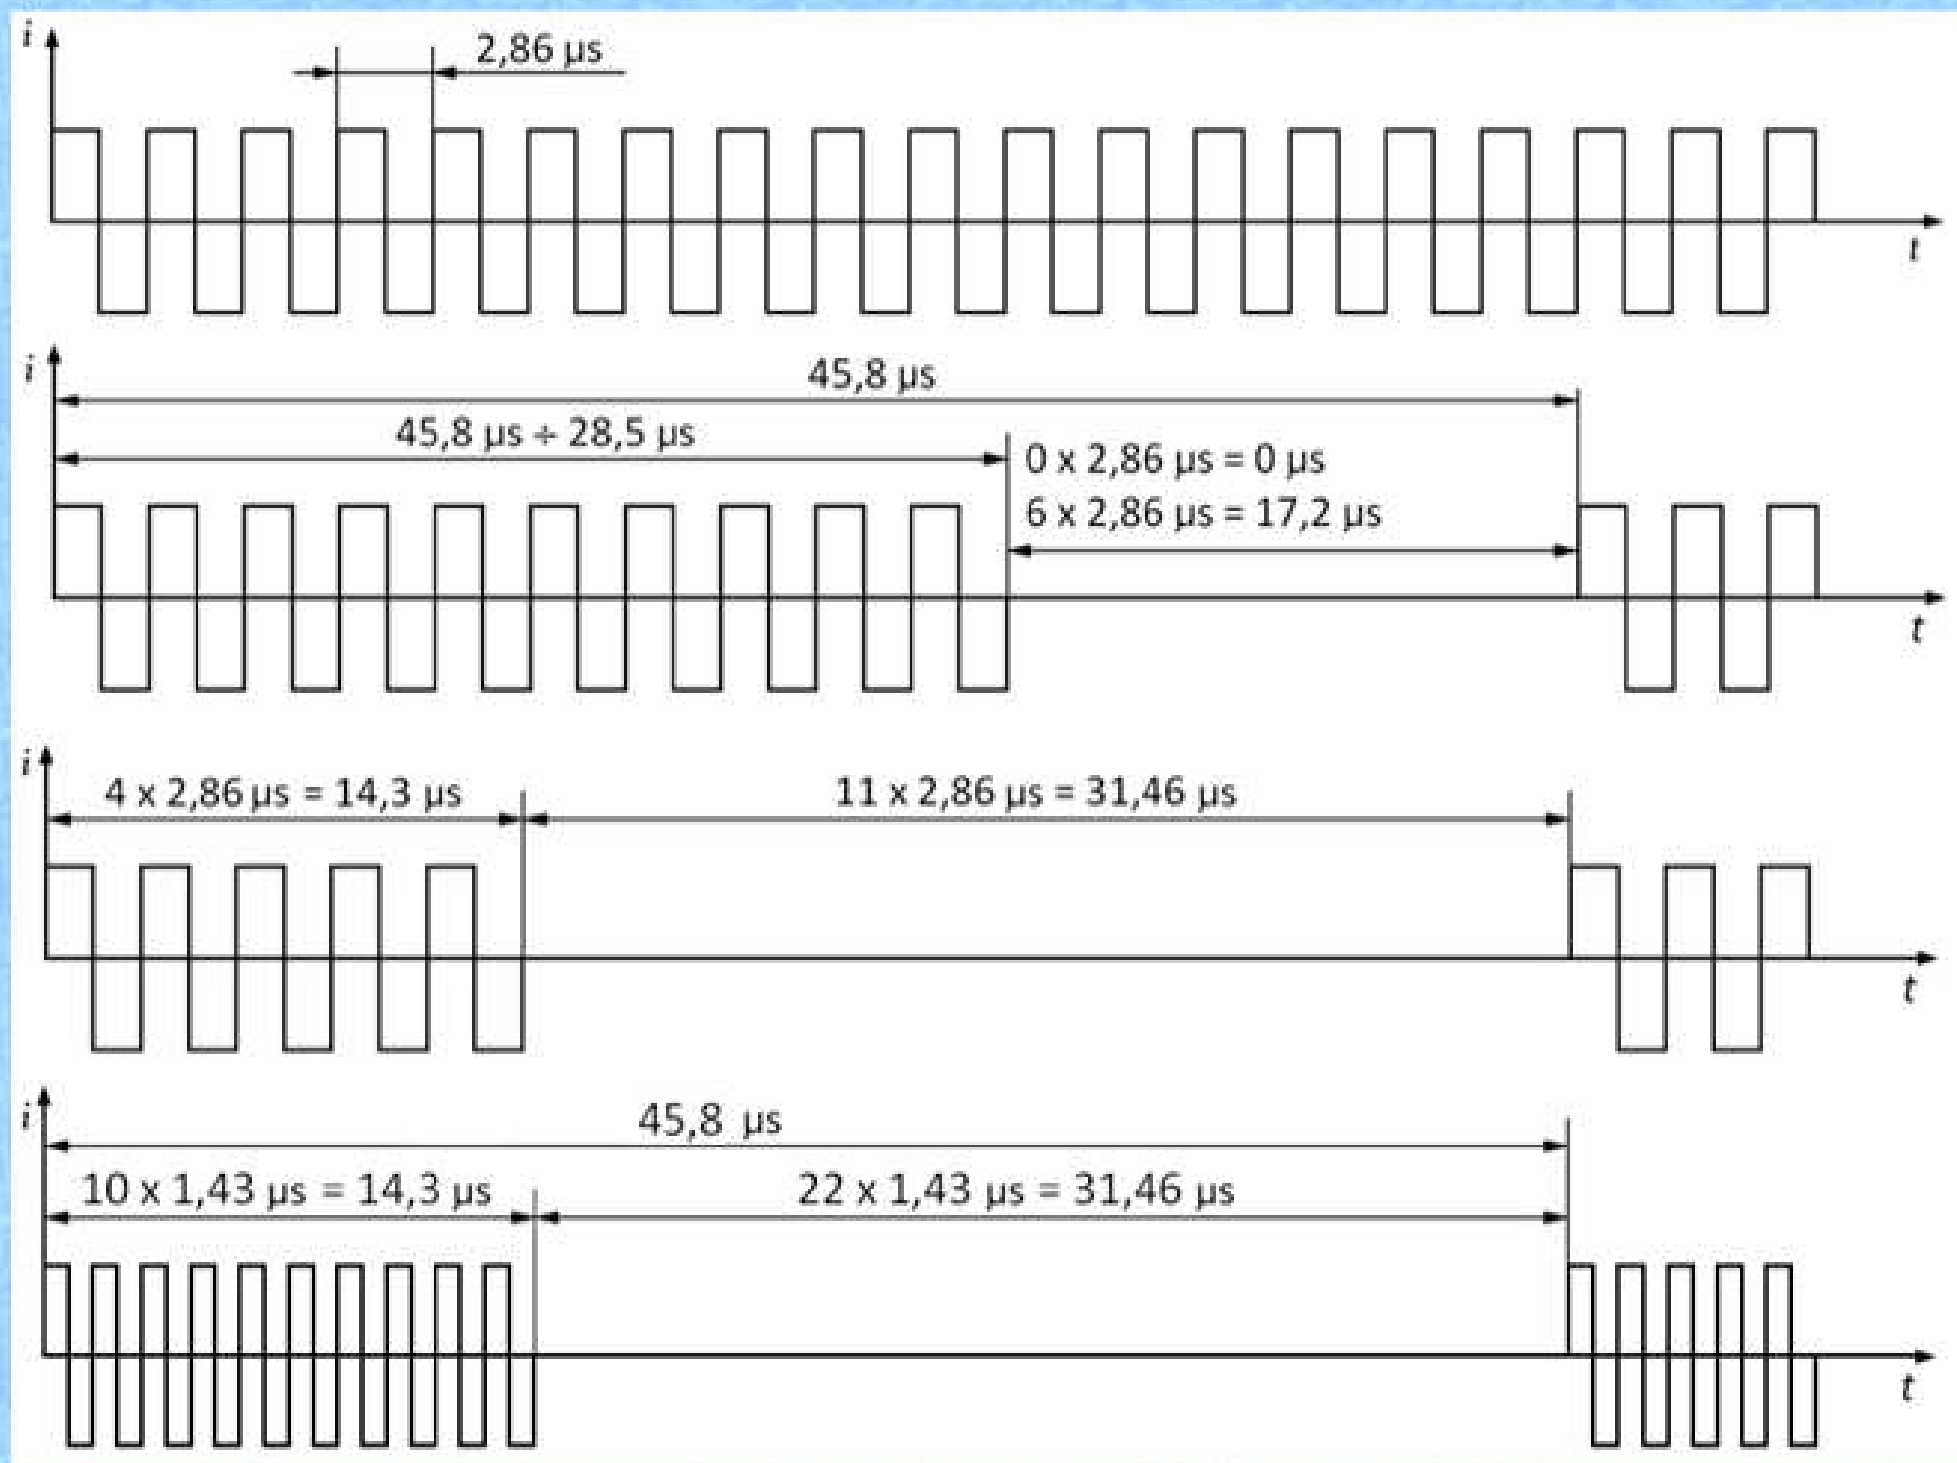 i
2,86 µs
t
i
45,8 µs
45,8 µs ÷ 28,5 µs
0 x 2,86 µs = 0 µs
6 x 2,86 µs = 17,2 µs
t
i
4 x 2,86 µs = 14,3 µs
11 x 2,86 µs = 31,46 µs
t
i
45,8 µs
10 x 1,43 µs = 14,3 µs
22 x 1,43 µs = 31,46 µs
t